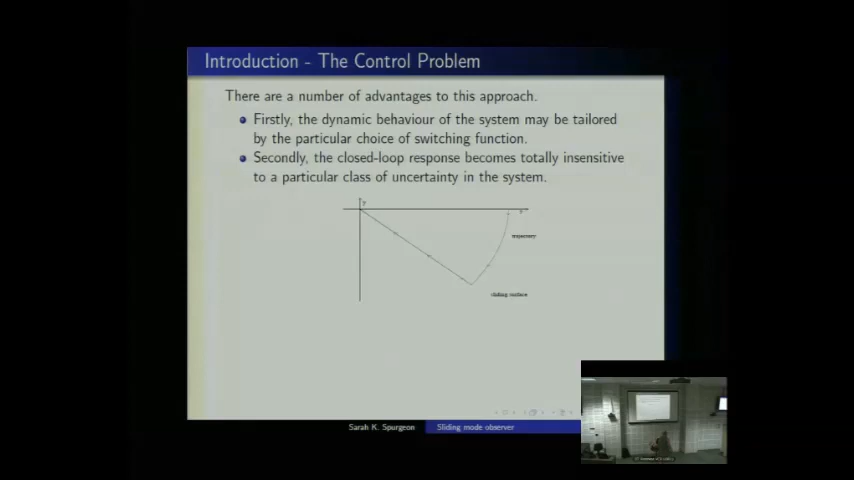 Introduction - The Control Problem
There are a number of advantages to this approach.
Firstly, the dynamic behaviour of the system may be tailored
by the particular choice of switching function.
Secondly, the closed-loop response becomes totally insensitive
to a particular class of uncertainty in the system.
trajectory
sliding surface
Sarah K. Spurgeon
Sliding mode observer